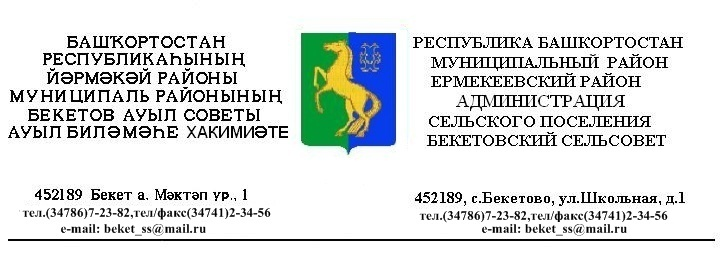 БАШҠОРТОСТАН
РЕСПУБЛИКАҺЫНЫҢ
ЙӘРМӘКӘЙ РАЙОНЫ
МУНИЦИПАЛЬ РАЙОНЫНЫҢ
БЕКЕТОВ АУЫЛ СОВЕТЫ
АУЫЛ БИЛӘМӘҺЕ ХАКИМИӘТЕ
452189 Бекет а. Мәктәп ур., 1
тел.(34786)7-23-82,тел/факс(34741)2-34-56
e-mail: beket_ss@mail.ru
РЕСПУБЛИКА БАШКОРТОСТАН
МУНИЦИПАЛЬНЫЙ РАЙОН
ЕРМЕКЕЕВСКИЙ РАЙОН
АДМИНИСТРАЦИЯ
СЕЛЬСКОГО ПОСЕЛЕНИЯ
БЕКЕТОВСКИЙ СЕЛЬСОВЕТ
452189, с.Бекетово, ул.Школьная, д.1
тел.(34786)7-23-82,тел/факс(34741)2-34-56
e-mail: beket_ss@mail.ru